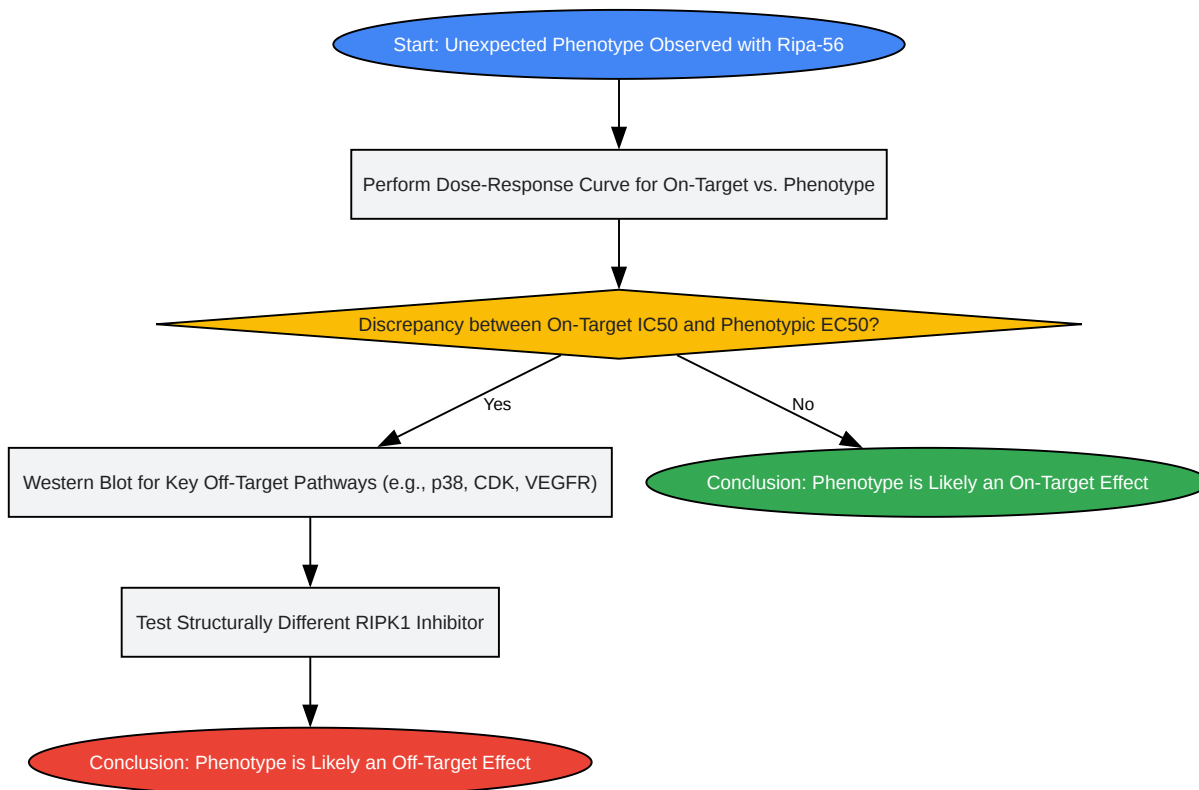 Start: Unexpected Phenotype Observed with Ripa-56
Perform Dose-Response Curve for On-Target vs. Phenotype
Discrepancy between On-Target IC50 and Phenotypic EC50?
Yes
No
Western Blot for Key Off-Target Pathways (e.g., p38, CDK, VEGFR)
Conclusion: Phenotype is Likely an On-Target Effect
Test Structurally Different RIPK1 Inhibitor
Conclusion: Phenotype is Likely an Off-Target Effect